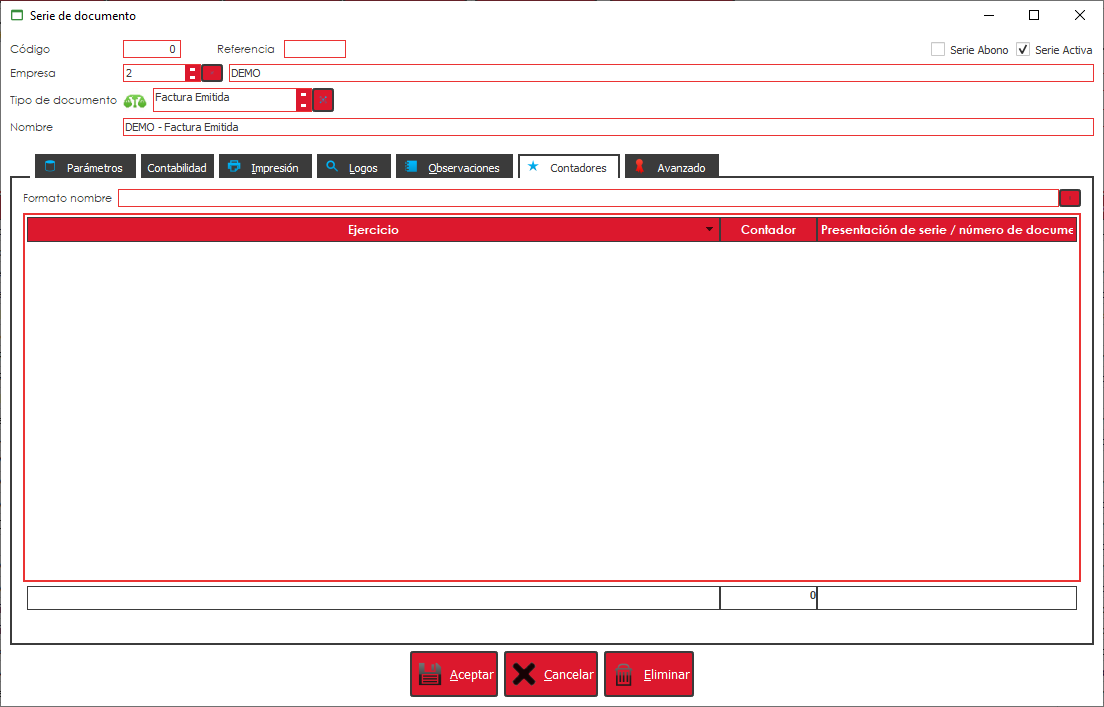 Serie de documento
Código 0 Referencia Serie Abono Serie Activa
Empresa 2 DEMO
Tipo de documento Factura Emitida
Nombre DEMO - Factura Emitida
Parámetros Contabilidad Impresión Logos Observaciones Contadores Avanzado
Formato nombre
Ejercicio Contador Presentación de serie / número de docume
0
Aceptar Cancelar Eliminar